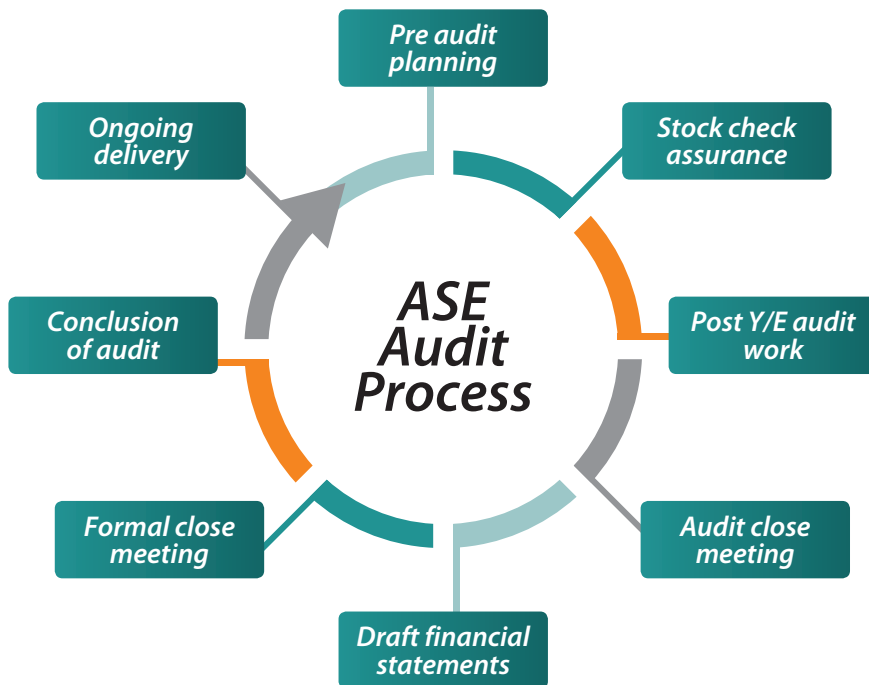 Pre audit
planning
Stock check
assurance
Post Y/E audit
work
Audit close
meeting
Draft financial
statements
Formal close
meeting
Conclusion
of audit
Ongoing
delivery
ASE
Audit
Process